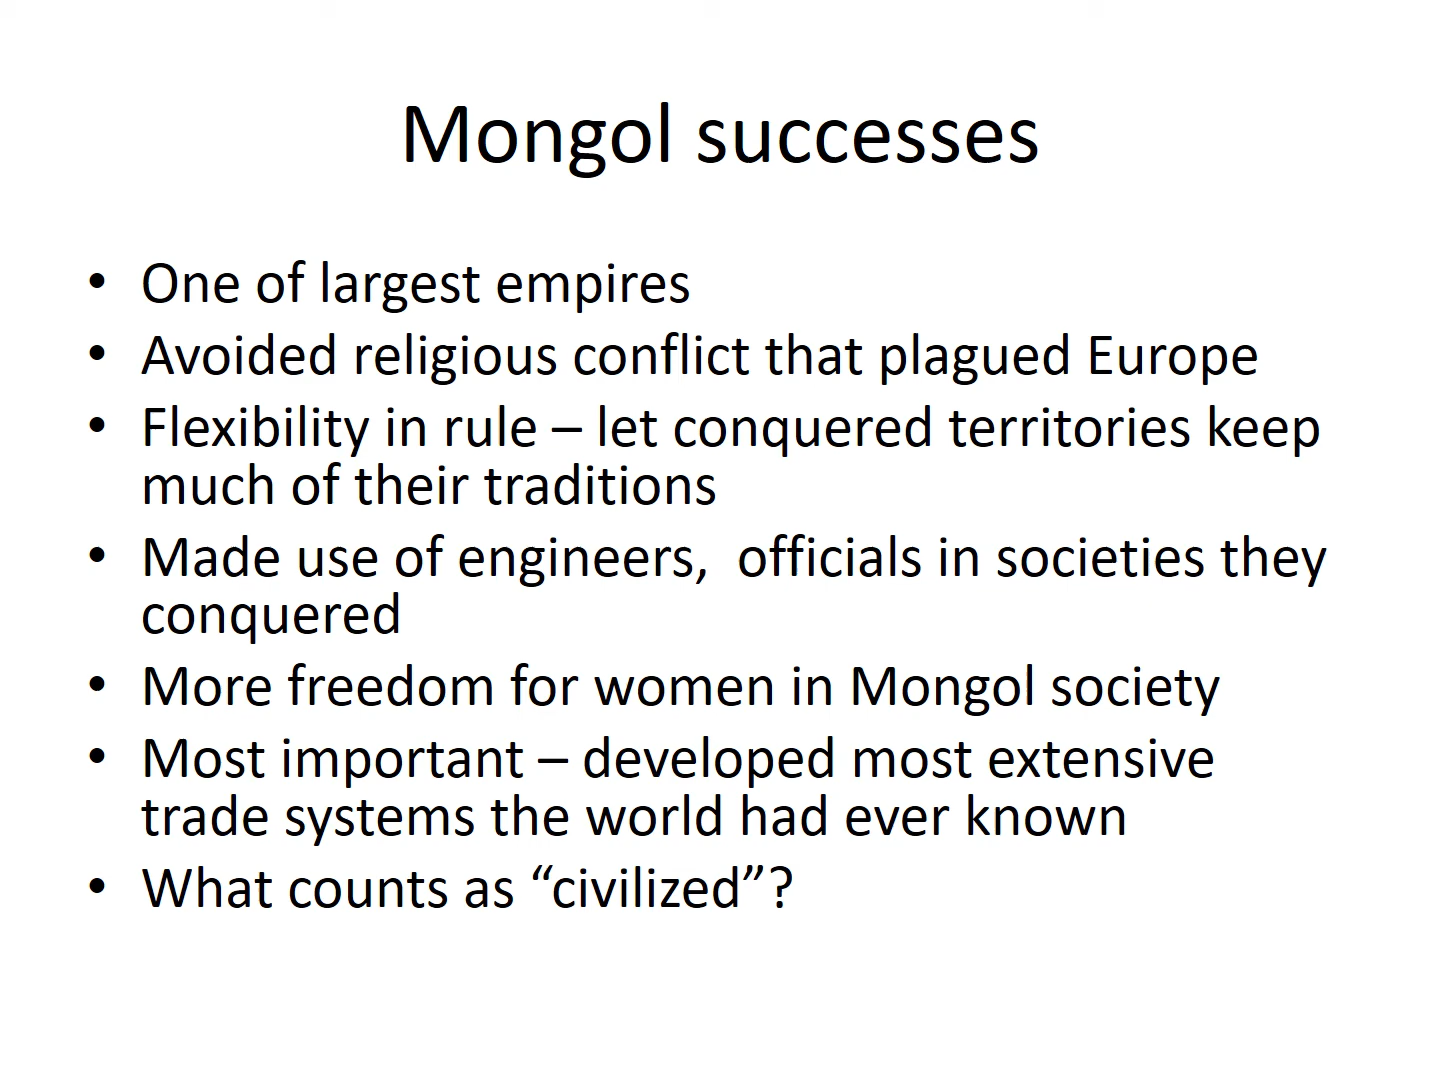 Mongol successes
• One of largest empires
• Avoided religious conflict that plagued Europe
• Flexibility in rule – let conquered territories keep
much of their traditions
• Made use of engineers,  officials in societies they
conquered
• More freedom for women in Mongol society
• Most important – developed most extensive
trade systems the world had ever known
• What counts as “civilized”?